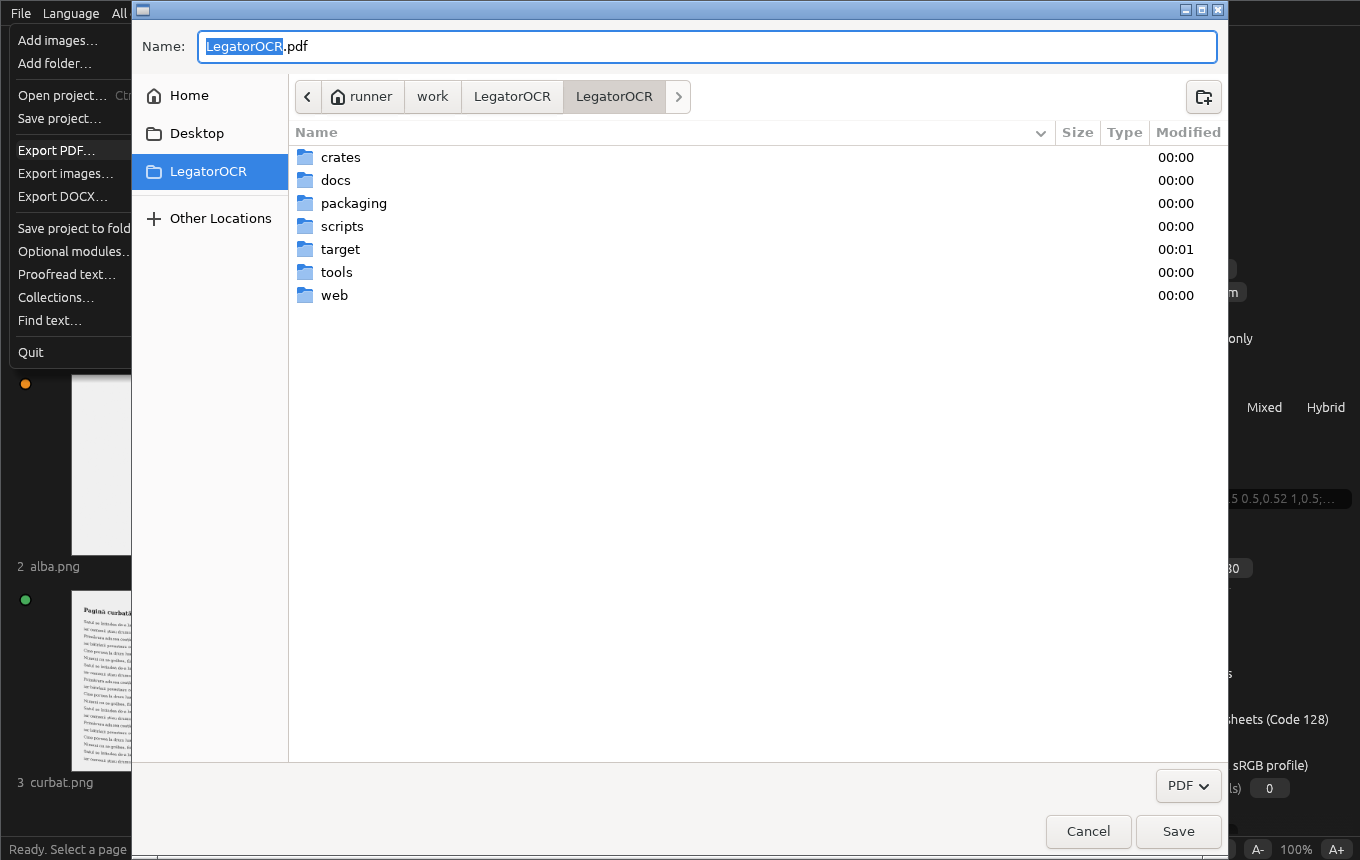 File Language All
Add images…
Add folder…
Open project… Ctr
Save project…
Export PDF…
Export images…
Export DOCX…
Save project to fold
Optional modules…
Proofread text…
Collections…
Find text…
Quit
2 alba.png
Pagină curbată
3 curbat.png
Ready. Select a page
Name: LegatorOCR.pdf
Home
Desktop
LegatorOCR
Other Locations
runner work LegatorOCR LegatorOCR
Name Size Type Modified
crates 00:00
docs 00:00
packaging 00:00
scripts 00:00
target 00:01
tools 00:00
web 00:00
PDF
Cancel Save
m
only
Mixed Hybrid
.5 0.5,0.52 1,0.5;…
80
s
sheets (Code 128)
sRGB profile)
ls) 0
A- 100% A+